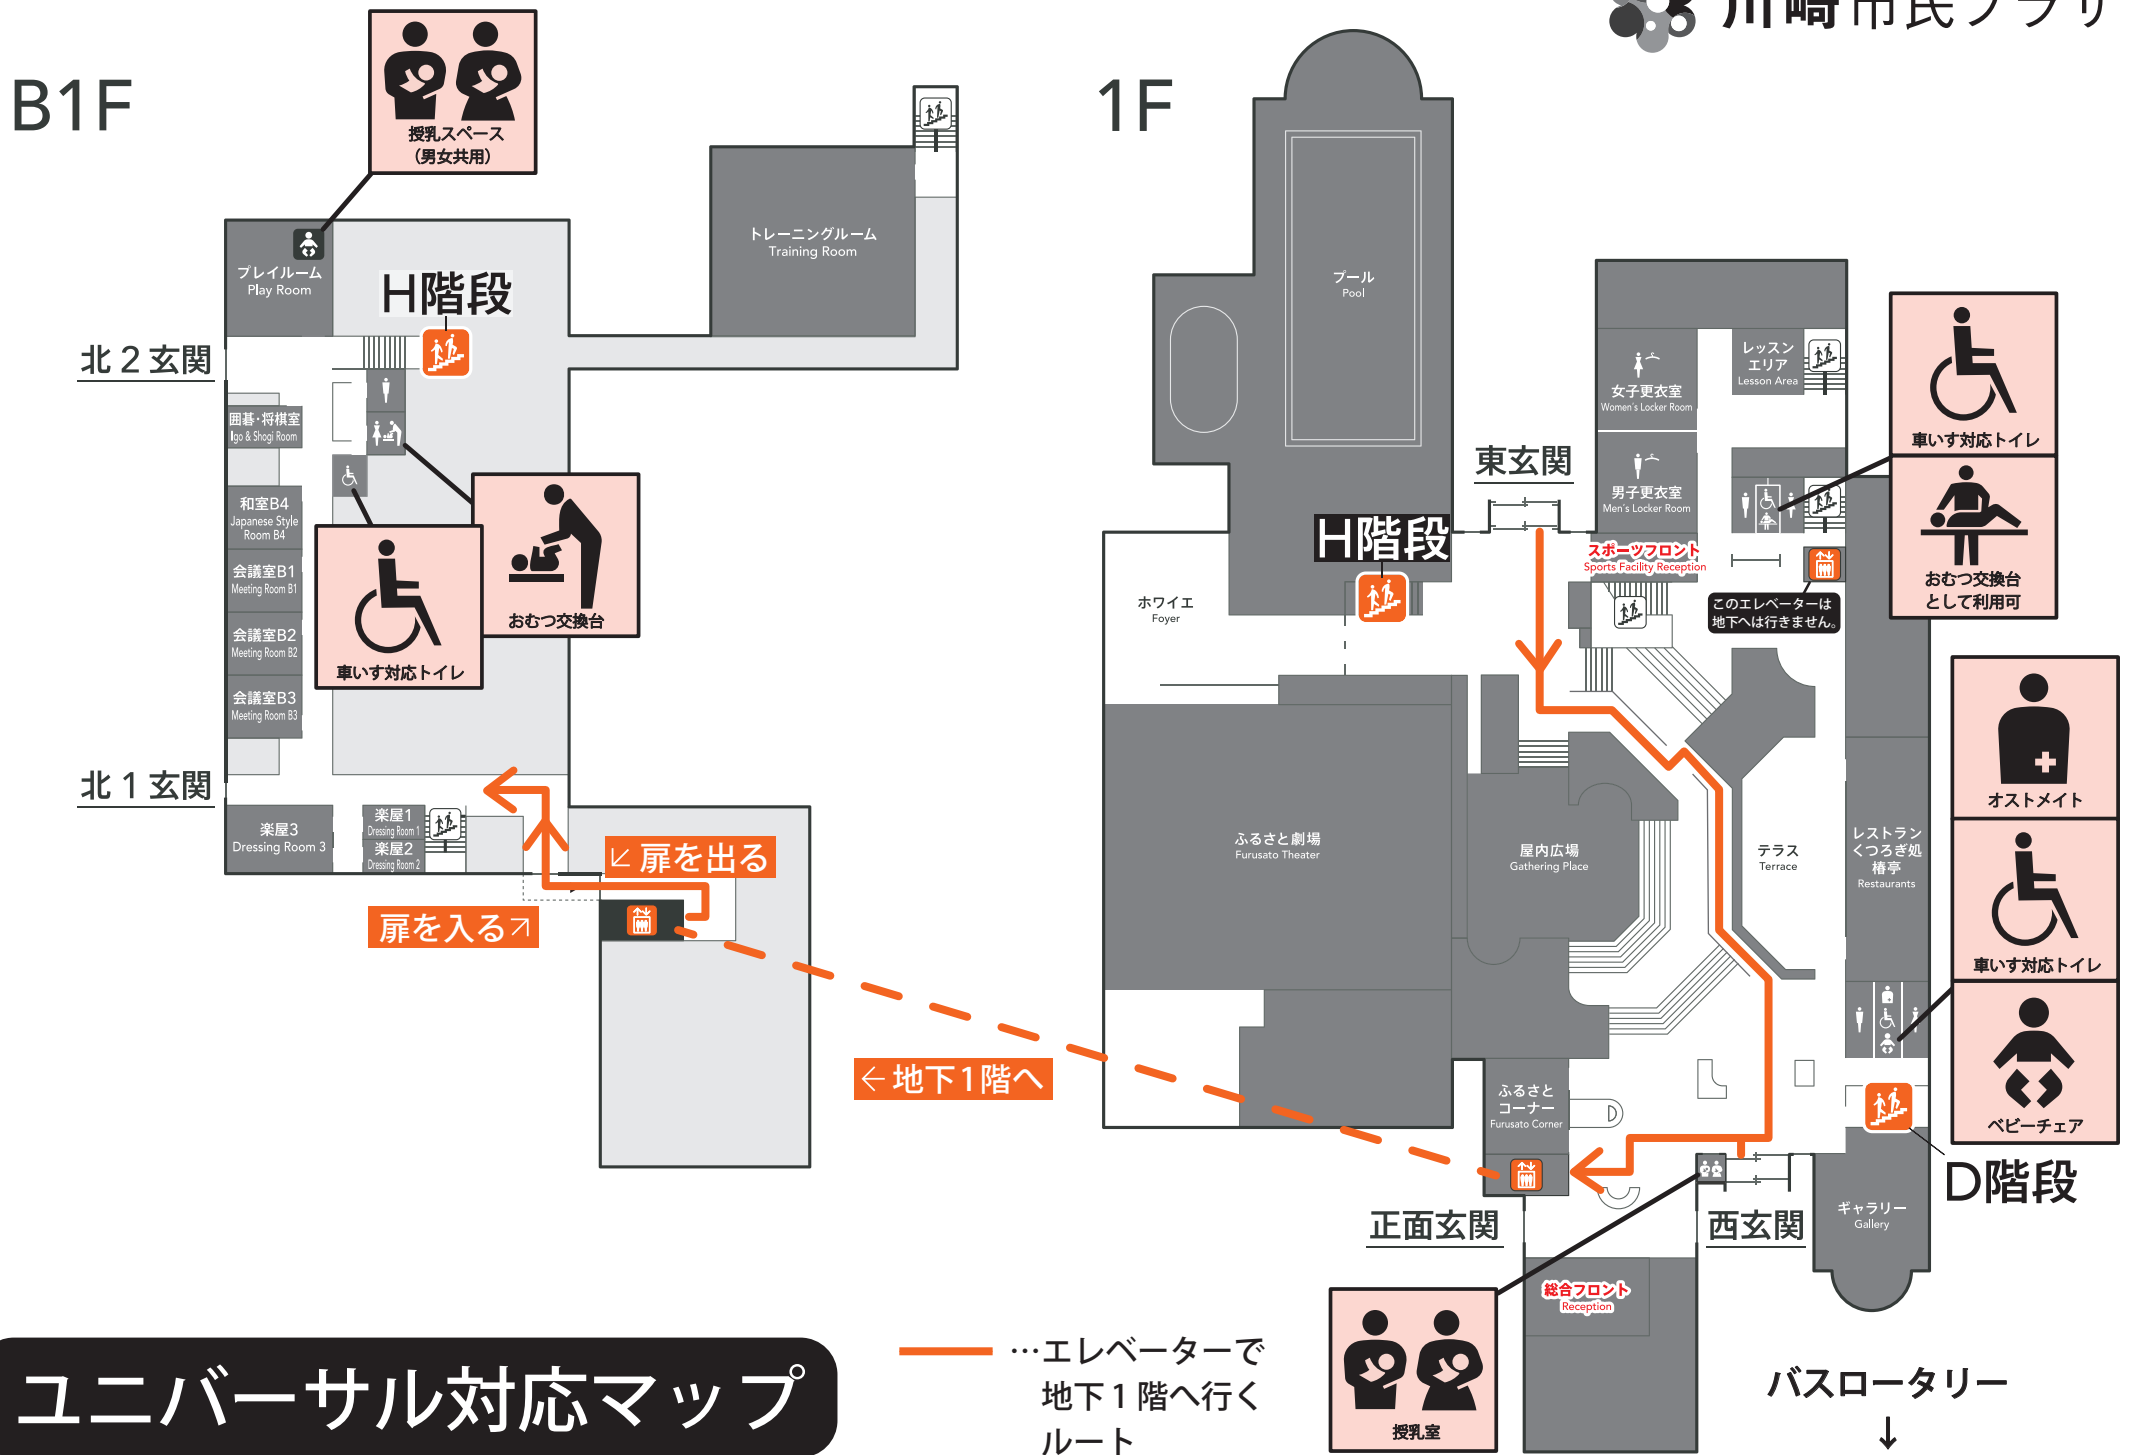 川崎市民プラザ
B1F
1F
授乳スペース
（男女共用）
トレーニングルーム
Training Room
プレイルーム
Play Room
H階段
北2玄関
囲碁・将棋室
Igo & Shogi Room
和室B4
Japanese Style
Room B4
会議室B1
Meeting Room B1
会議室B2
Meeting Room B2
会議室B3
Meeting Room B3
おむつ交換台
車いす対応トイレ
北1玄関
楽屋3
Dressing Room 3
楽屋1
Dressing Room 1
楽屋2
Dressing Room 2
↙扉を出る
扉を入る↗
←地下1階へ
プール
Pool
女子更衣室
Women's Locker Room
レッスン
エリア
Lesson Area
男子更衣室
Men's Locker Room
東玄関
H階段
スポーツフロント
Sports Facility Reception
このエレベーターは
地下へは行きません。
車いす対応トイレ
おむつ交換台
として利用可
ホワイエ
Foyer
ふるさと劇場
Furusato Theater
屋内広場
Gathering Place
テラス
Terrace
レストラン
くつろぎ処
椿亭
Restaurants
オストメイト
車いす対応トイレ
ベビーチェア
ふるさと
コーナー
Furusato Corner
D階段
正面玄関
西玄関
ギャラリー
Gallery
総合フロント
Reception
授乳室
バスロータリー
↓
ユニバーサル対応マップ
…エレベーターで
地下1階へ行く
ルート